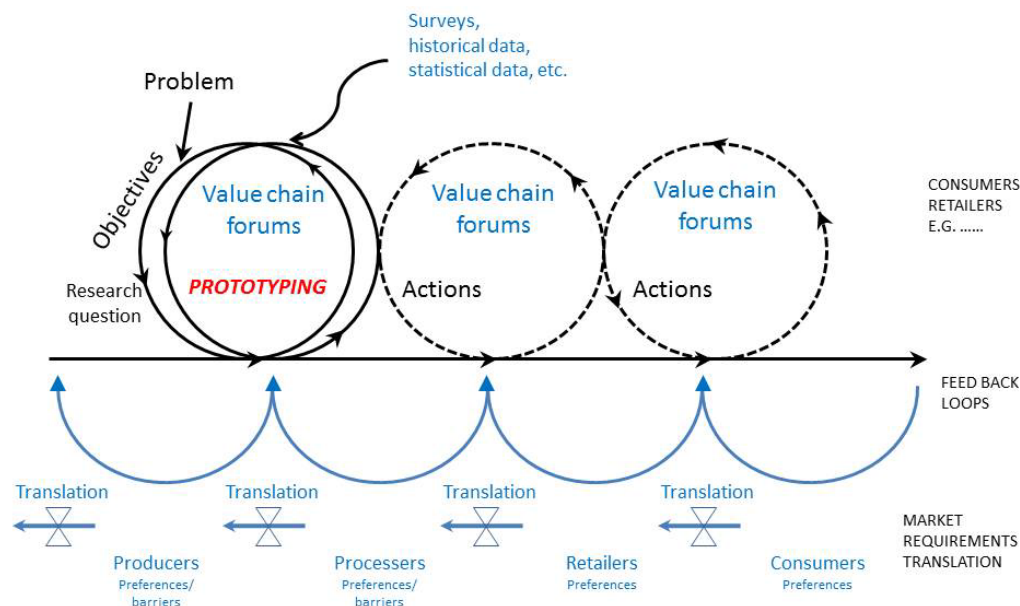 Surveys,
historical data,
statistical data, etc.
Problem
Objectives
Value chain
forums
Value chain
forums
Value chain
forums
CONSUMERS
RETAILERS
E.G. ......
PROTOTYPING
Research
question
Actions
Actions
FEED BACK
LOOPS
Translation
Translation
Translation
Translation
MARKET
REQUIREMENTS
TRANSLATION
Producers
Preferences/
barriers
Processers
Preferences/
barriers
Retailers
Preferences
Consumers
Preferences